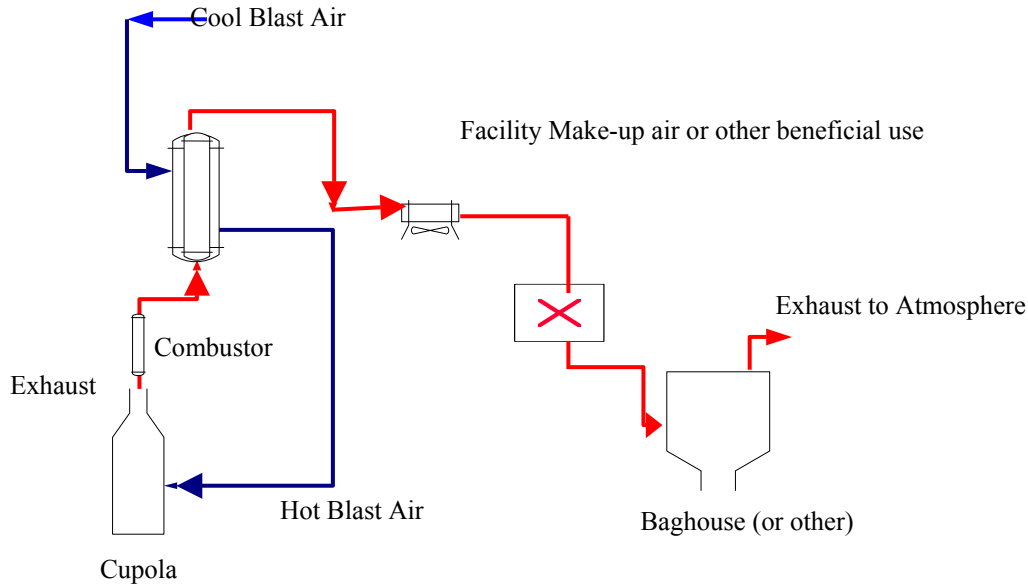 Cool Blast Air
Facility Make-up air or other beneficial use
Exhaust to Atmosphere
Combustor
Exhaust
Hot Blast Air
Baghouse (or other)
Cupola